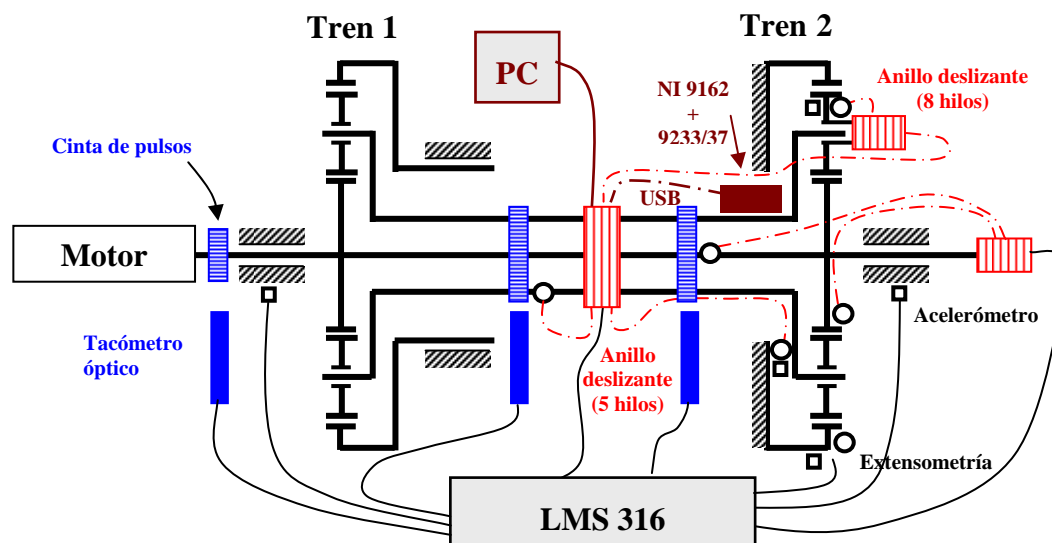 Tren 1
Tren 2
PC
Anillo deslizante
(8 hilos)
NI 9162
+
9233/37
Cinta de pulsos
USB
Motor
Acelerómetro
Tacómetro
óptico
Anillo
deslizante
(5 hilos)
Extensometría
LMS 316